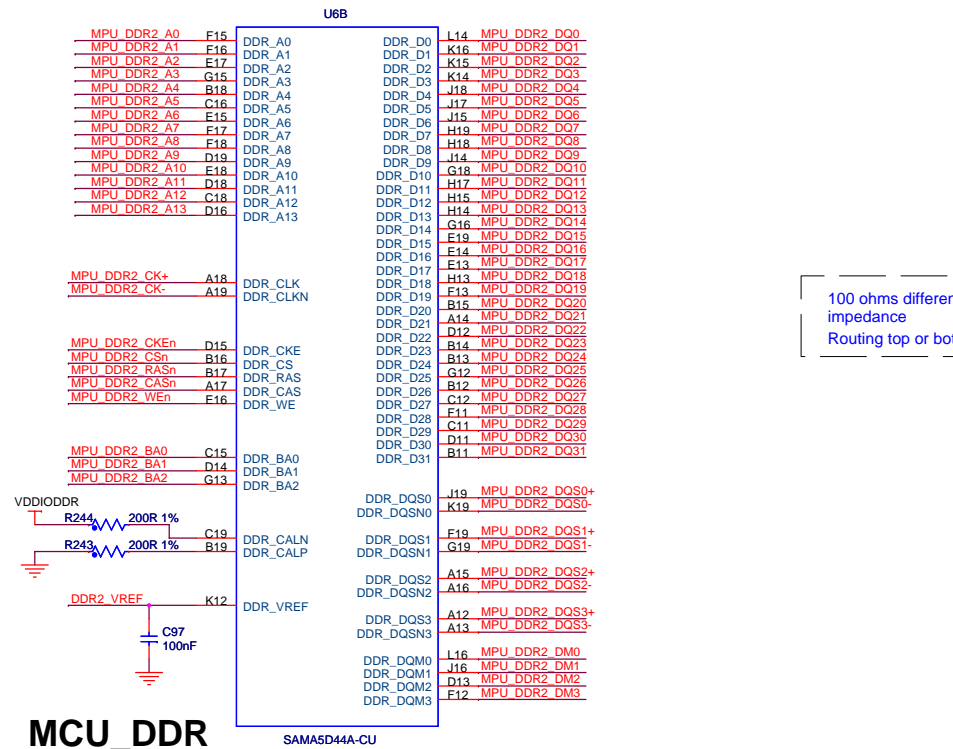 U6B
MPU_DDR2_A0 F15 DDR_A0
MPU_DDR2_A1 F16 DDR_A1
MPU_DDR2_A2 E17 DDR_A2
MPU_DDR2_A3 G15 DDR_A3
MPU_DDR2_A4 B18 DDR_A4
MPU_DDR2_A5 C16 DDR_A5
MPU_DDR2_A6 E15 DDR_A6
MPU_DDR2_A7 F17 DDR_A7
MPU_DDR2_A8 F18 DDR_A8
MPU_DDR2_A9 D19 DDR_A9
MPU_DDR2_A10 E18 DDR_A10
MPU_DDR2_A11 D18 DDR_A11
MPU_DDR2_A12 C18 DDR_A12
MPU_DDR2_A13 D16 DDR_A13
MPU_DDR2_CK+ A18 DDR_CLK
MPU_DDR2_CK- A19 DDR_CLKN
MPU_DDR2_CKEn D15 DDR_CKE
MPU_DDR2_CSn B16 DDR_CS
MPU_DDR2_RASn B17 DDR_RAS
MPU_DDR2_CASn A17 DDR_CAS
MPU_DDR2_WEn E16 DDR_WE
MPU_DDR2_BA0 C15 DDR_BA0
MPU_DDR2_BA1 D14 DDR_BA1
MPU_DDR2_BA2 G13 DDR_BA2
VDDIODDR
R244 200R 1% C19 DDR_CALN
R243 200R 1% B19 DDR_CALP
DDR2_VREF K12 DDR_VREF
C97
100nF
DDR_D0 L14 MPU_DDR2_DQ0
DDR_D1 K16 MPU_DDR2_DQ1
DDR_D2 K15 MPU_DDR2_DQ2
DDR_D3 K14 MPU_DDR2_DQ3
DDR_D4 J18 MPU_DDR2_DQ4
DDR_D5 J17 MPU_DDR2_DQ5
DDR_D6 J15 MPU_DDR2_DQ6
DDR_D7 H19 MPU_DDR2_DQ7
DDR_D8 H18 MPU_DDR2_DQ8
DDR_D9 J14 MPU_DDR2_DQ9
DDR_D10 G18 MPU_DDR2_DQ10
DDR_D11 H17 MPU_DDR2_DQ11
DDR_D12 H15 MPU_DDR2_DQ12
DDR_D13 H14 MPU_DDR2_DQ13
DDR_D14 G16 MPU_DDR2_DQ14
DDR_D15 E19 MPU_DDR2_DQ15
DDR_D16 E14 MPU_DDR2_DQ16
DDR_D17 E13 MPU_DDR2_DQ17
DDR_D18 H13 MPU_DDR2_DQ18
DDR_D19 F13 MPU_DDR2_DQ19
DDR_D20 B15 MPU_DDR2_DQ20
DDR_D21 A14 MPU_DDR2_DQ21
DDR_D22 D12 MPU_DDR2_DQ22
DDR_D23 B14 MPU_DDR2_DQ23
DDR_D24 B13 MPU_DDR2_DQ24
DDR_D25 G12 MPU_DDR2_DQ25
DDR_D26 B12 MPU_DDR2_DQ26
DDR_D27 C12 MPU_DDR2_DQ27
DDR_D28 F11 MPU_DDR2_DQ28
DDR_D29 C11 MPU_DDR2_DQ29
DDR_D30 D11 MPU_DDR2_DQ30
DDR_D31 B11 MPU_DDR2_DQ31
DDR_DQS0 J19 MPU_DDR2_DQS0+
DDR_DQSN0 K19 MPU_DDR2_DQS0-
DDR_DQS1 F19 MPU_DDR2_DQS1+
DDR_DQSN1 G19 MPU_DDR2_DQS1-
DDR_DQS2 A15 MPU_DDR2_DQS2+
DDR_DQSN2 A16 MPU_DDR2_DQS2-
DDR_DQS3 A12 MPU_DDR2_DQS3+
DDR_DQSN3 A13 MPU_DDR2_DQS3-
DDR_DQM0 L16 MPU_DDR2_DM0
DDR_DQM1 J16 MPU_DDR2_DM1
DDR_DQM2 D13 MPU_DDR2_DM2
DDR_DQM3 F12 MPU_DDR2_DM3
100 ohms
impedance
Routing top or
MCU_DDR
SAMA5D44A-CU